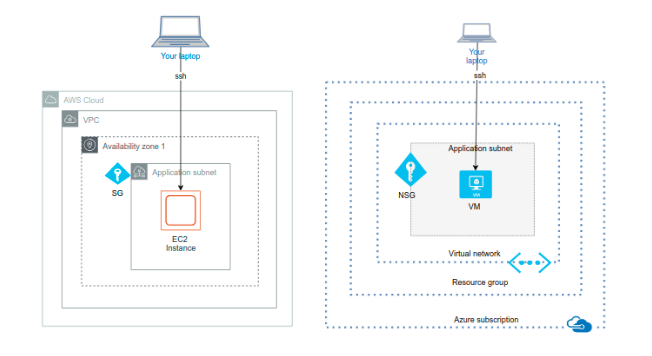 Your laptop
ssh
AWS Cloud
VPC
Availability zone 1
Application subnet
SG
EC2
Instance
Your
laptop
ssh
Application subnet
NSG
VM
VM
Virtual network
Resource group
Azure subscription